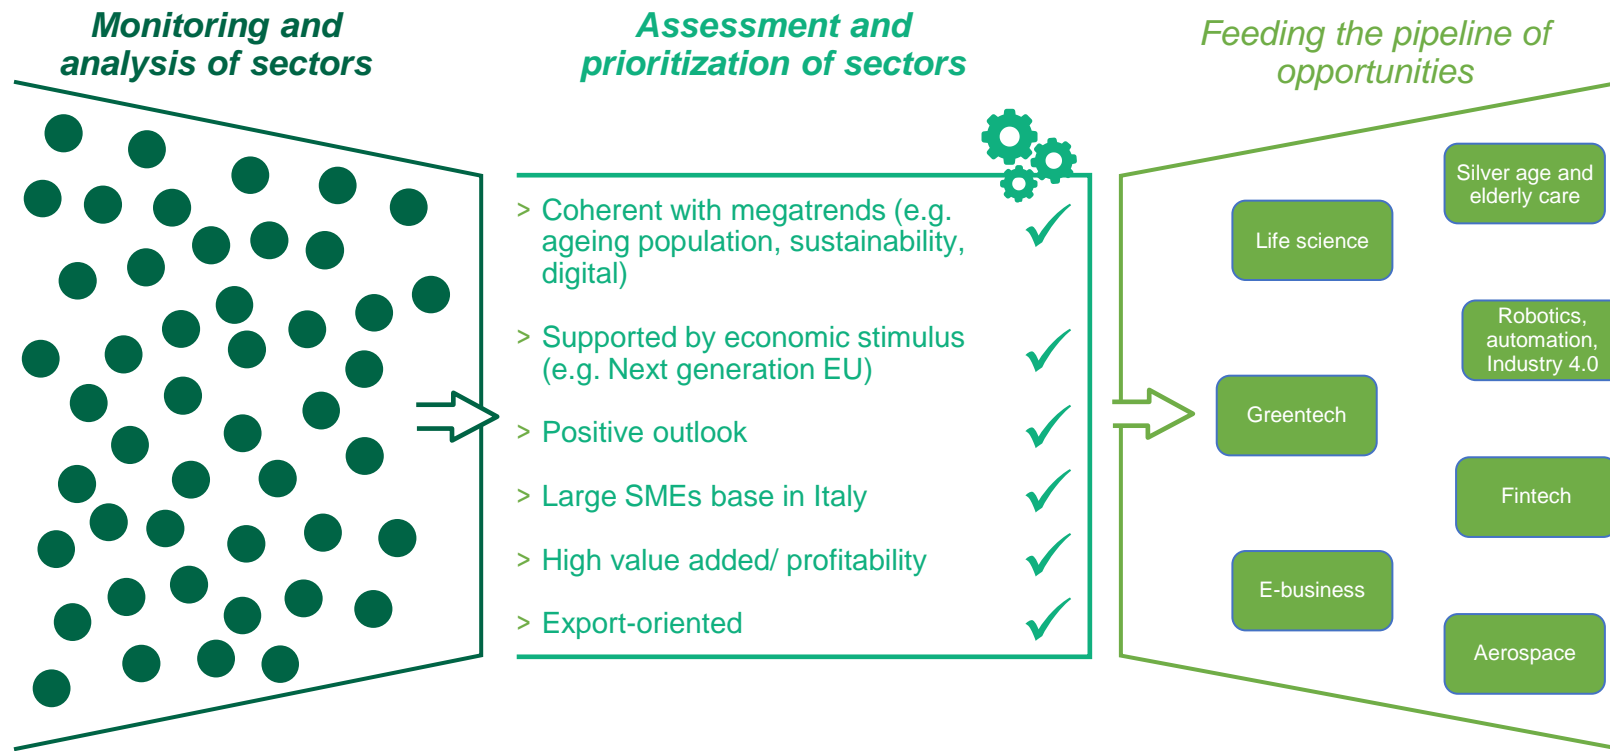 Monitoring and
analysis of sectors
Assessment and
prioritization of sectors
> Coherent with megatrends (e.g.
ageing population, sustainability,
digital)
> Supported by economic stimulus
(e.g. Next generation EU)
> Positive outlook
> Large SMEs base in Italy
> High value added/ profitability
> Export-oriented
Feeding the pipeline of
opportunities
Silver age and
elderly care
Life science
Robotics,
automation,
Industry 4.0
Greentech
Fintech
E-business
Aerospace